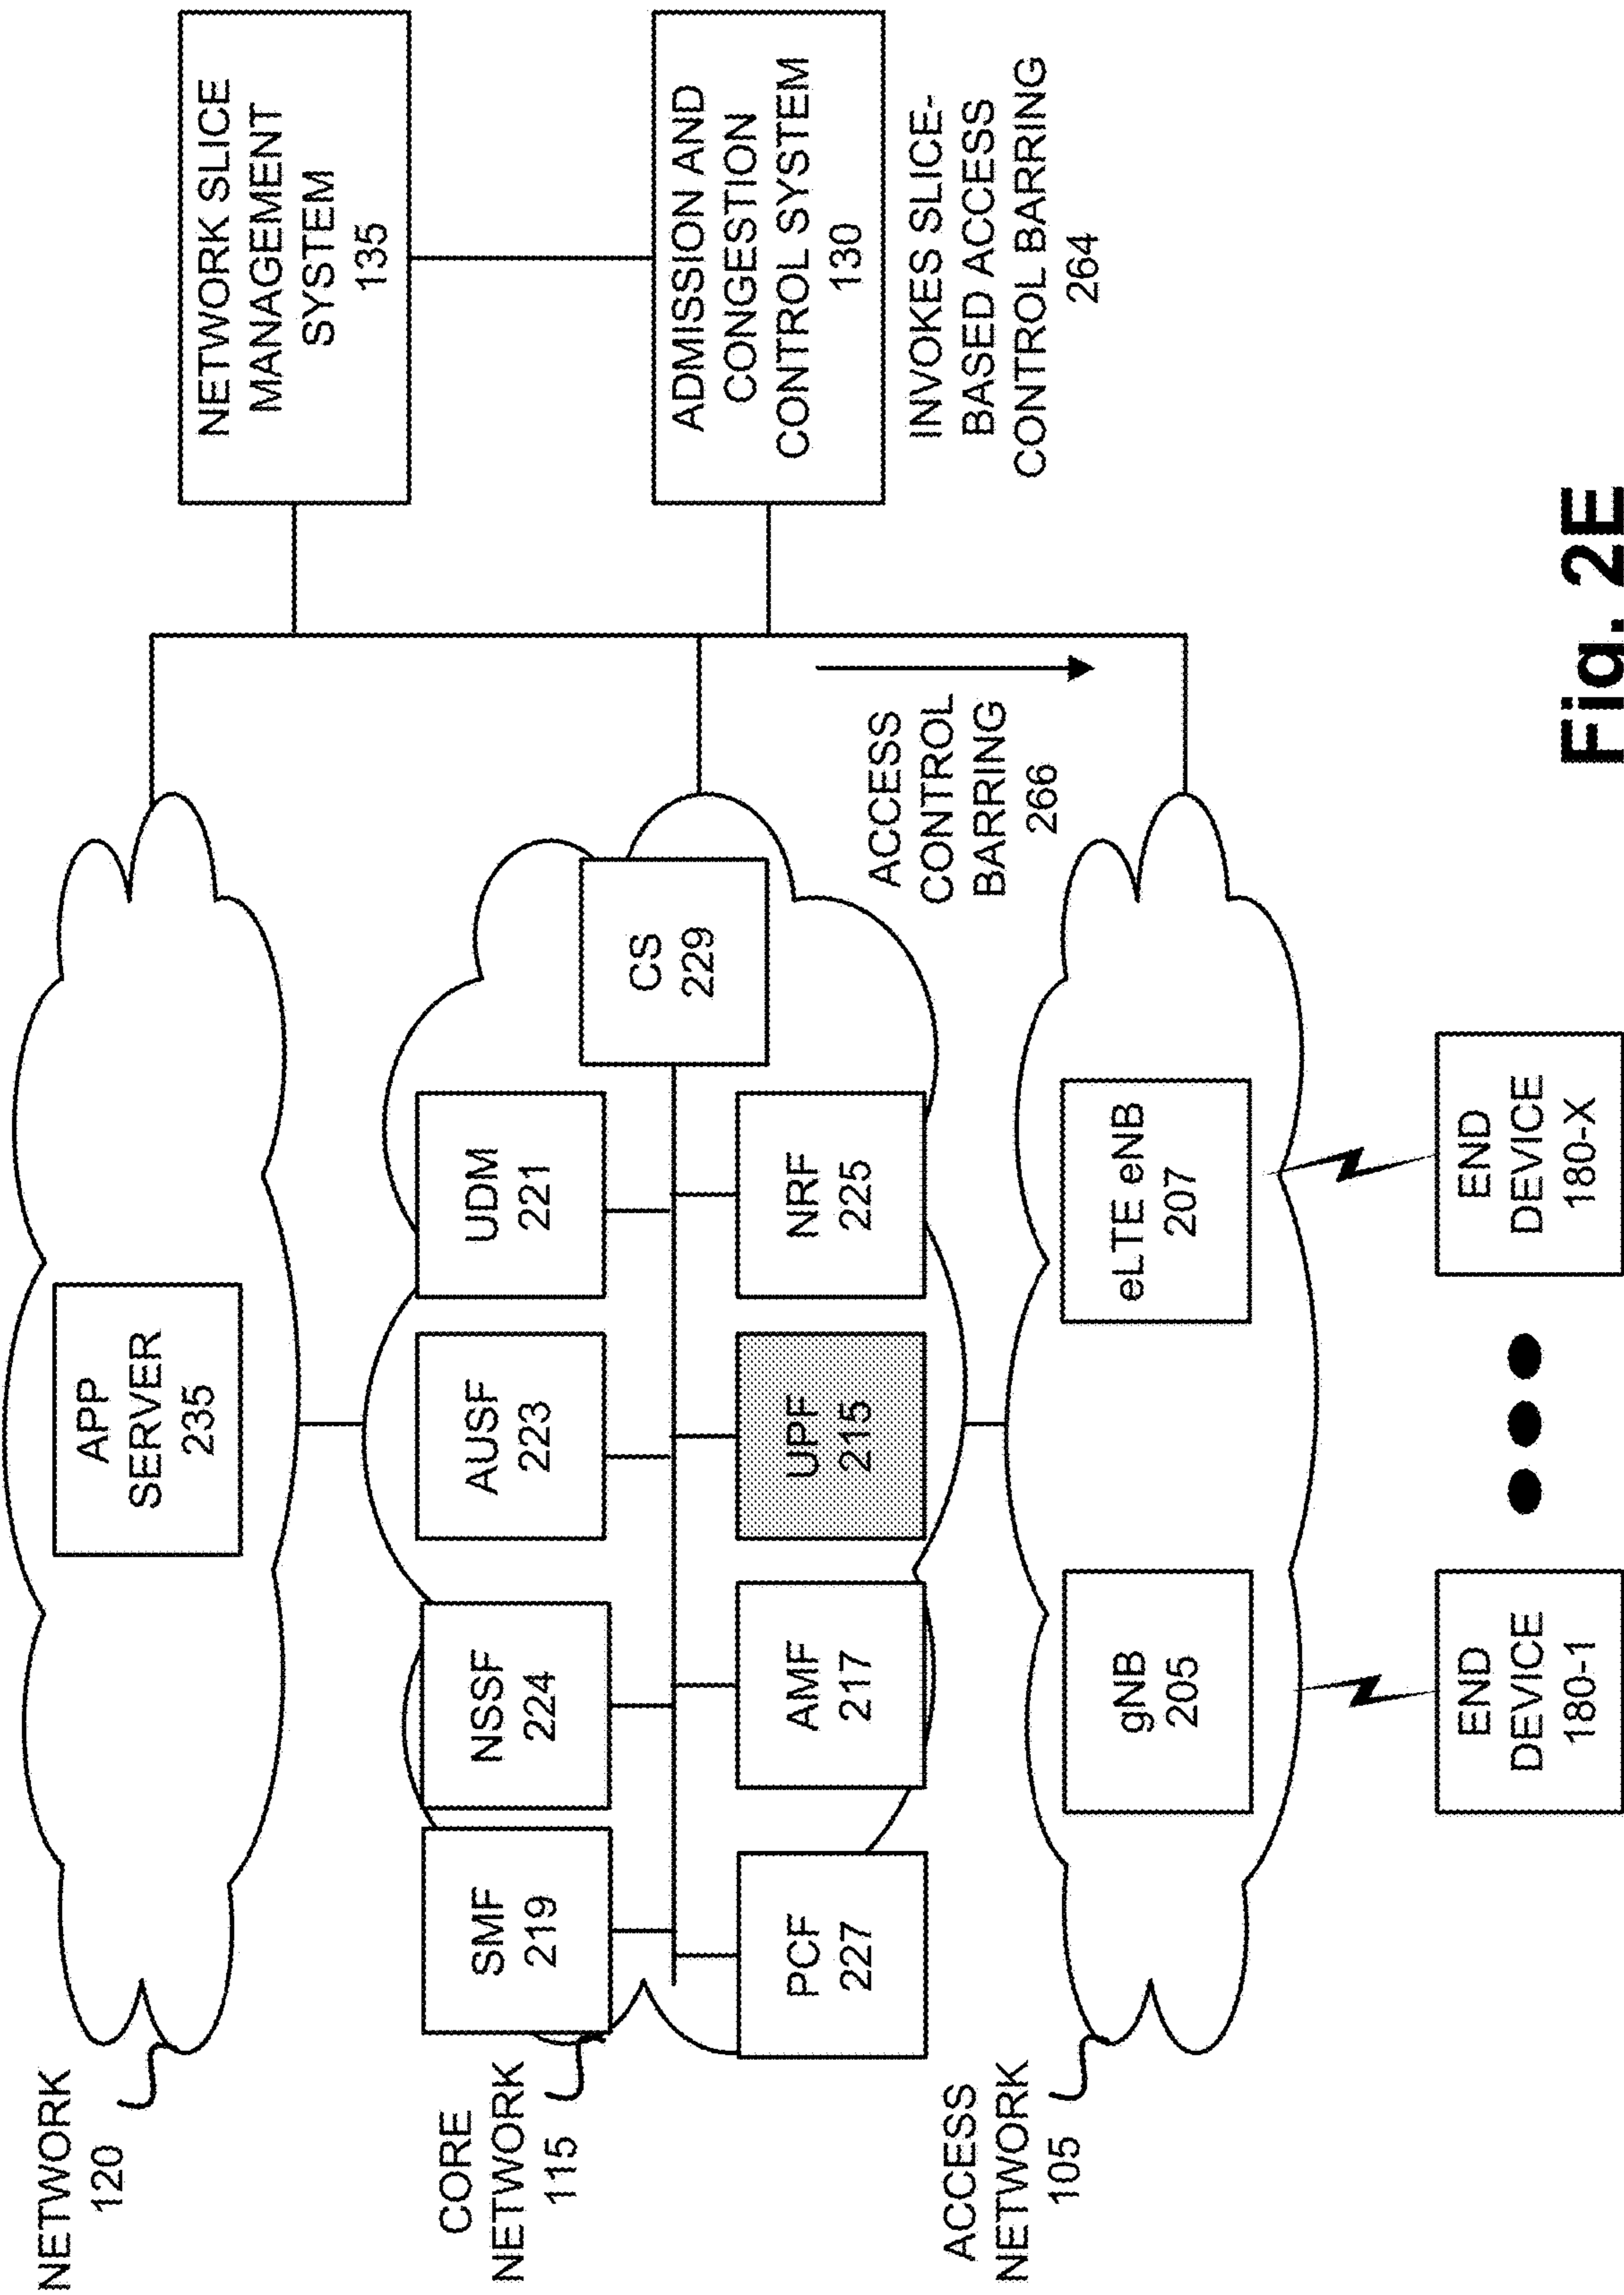 NETWORK
120
APP
SERVER
235
NETWORK SLICE
MANAGEMENT
SYSTEM
135
CORE
NETWORK
115
SMF
219
NSSF
224
AUSF
223
UDM
221
CS
229
PCF
227
AMF
217
UPF
215
NRF
225
ADMISSION AND
CONGESTION
CONTROL SYSTEM
130
INVOKES SLICE-
BASED ACCESS
CONTROL BARRING
264
ACCESS
CONTROL
BARRING
266
ACCESS
NETWORK
105
gNB
205
eLTE eNB
207
END
DEVICE
180-1
END
DEVICE
180-X
Fig. 2E